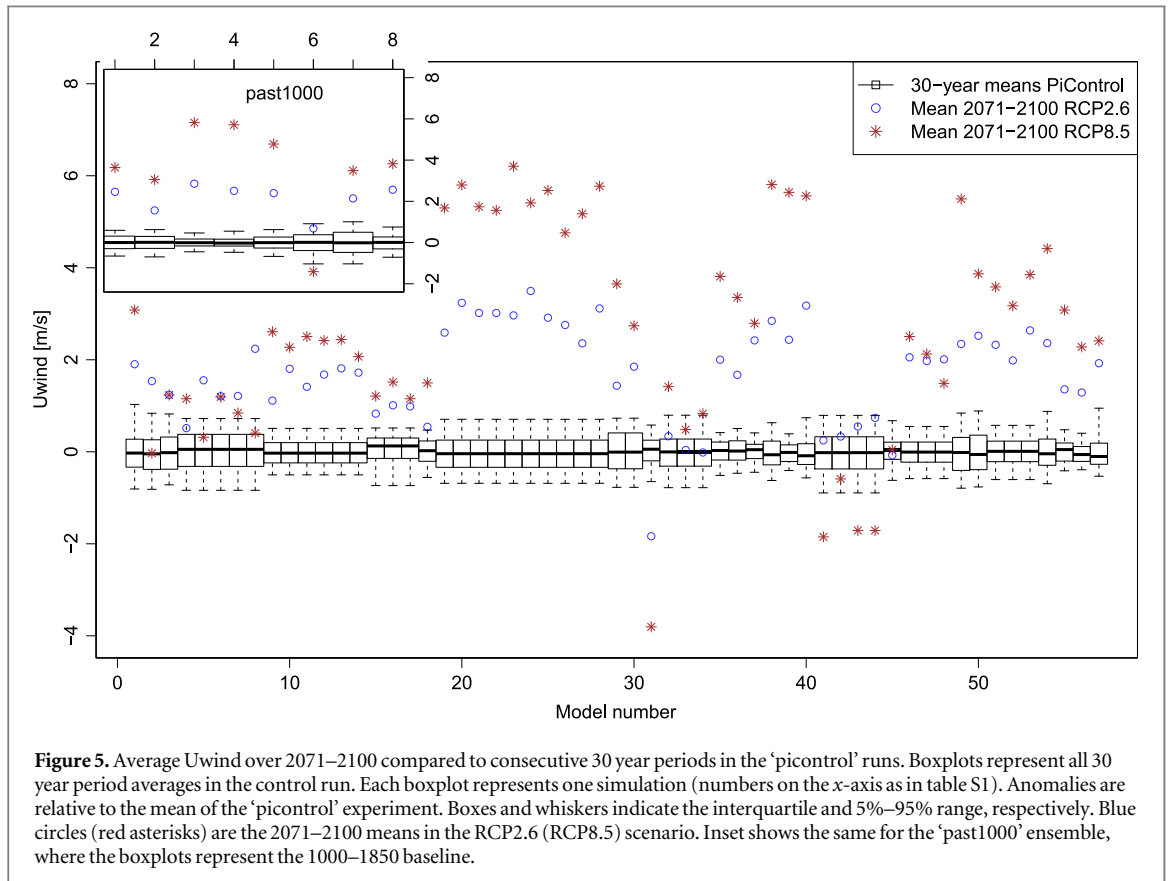 2 4 6 8
past1000
8
6
4
2
0
−2
30−year means PiControl
Mean 2071−2100 RCP2.6
Mean 2071−2100 RCP8.5
Uwind [m/s]
8
6
4
2
0
−2
−4
0 10 20 30 40 50
Model number
Figure 5. Average Uwind over 2071–2100 compared to consecutive 30 year periods in the ‘picontrol’ runs. Boxplots represent all 30
year period averages in the control run. Each boxplot represents one simulation (numbers on the x-axis as in table S1). Anomalies are
relative to the mean of the ‘picontrol’ experiment. Boxes and whiskers indicate the interquartile and 5%–95% range, respectively. Blue
circles (red asterisks) are the 2071–2100 means in the RCP2.6 (RCP8.5) scenario. Inset shows the same for the ‘past1000’ ensemble,
where the boxplots represent the 1000–1850 baseline.